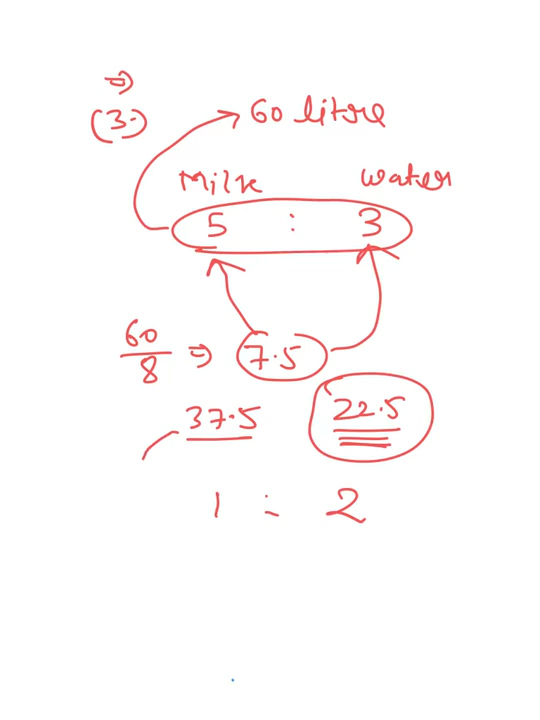 ⇒
(3.)
60 litre
Milk water
5 : 3
60/8 ⇒ 7.5
37.5 22.5
1 : 2